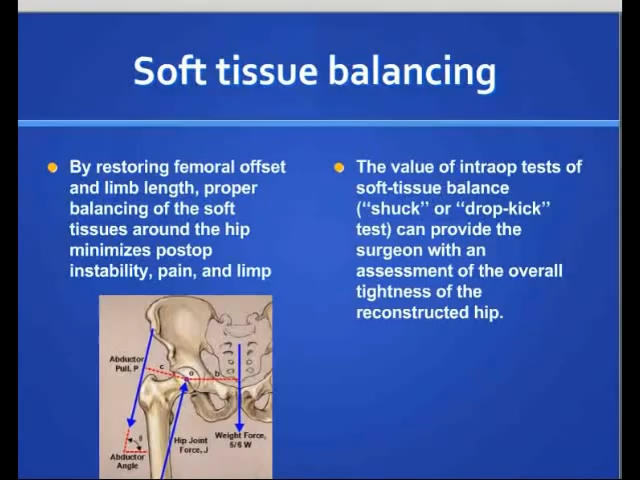 Soft tissue balancing
By restoring femoral offset
and limb length, proper
balancing of the soft
tissues around the hip
minimizes postop
instability, pain, and limp
The value of intraop tests of
soft-tissue balance
(“shuck” or “drop-kick”
test) can provide the
surgeon with an
assessment of the overall
tightness of the
reconstructed hip.
Abductor
Pull, P
c
o
b
θ
Abductor
Angle
Hip Joint
Force, J
Weight Force,
5/6 W